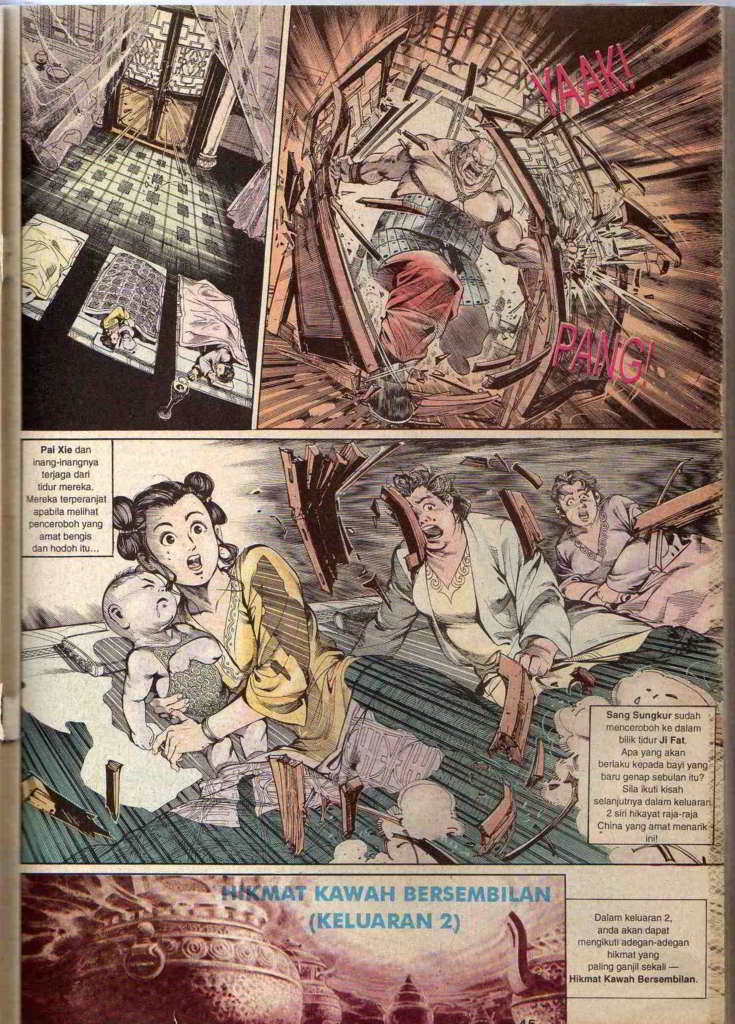 YAAK!
PANG!
Pai Xie dan
inang-inangnya
terjaga dari
tidur mereka.
Mereka terperanjat
apabila melihat
penceroboh yang
amat bengis
dan hodoh itu...
Sang Sungkur sudah
menceroboh ke dalam
bilik tidur Ji Fat.
Apa yang akan
berlaku kepada bayi yang
baru genap sebulan itu?
Sila ikuti kisah
selanjutnya dalam keluaran
2 siri hikayat raja-raja
China yang amat menarik
ini!
HIKMAT KAWAH BERSEMBILAN
(KELUARAN 2)
Dalam keluaran 2,
anda akan dapat
mengikuti adegan-adegan
hikmat yang
paling ganjil sekali —
Hikmat Kawah Bersembilan.